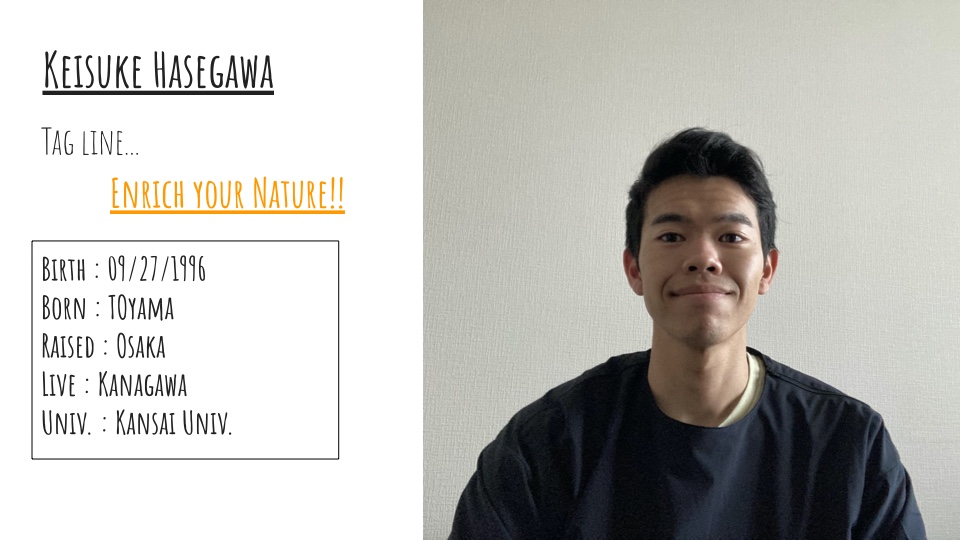 Keisuke Hasegawa
Tag line...
Enrich your Nature!!
Birth : 09/27/1996
Born : TOyama
Raised : Osaka
Live : Kanagawa
Univ. : Kansai Univ.